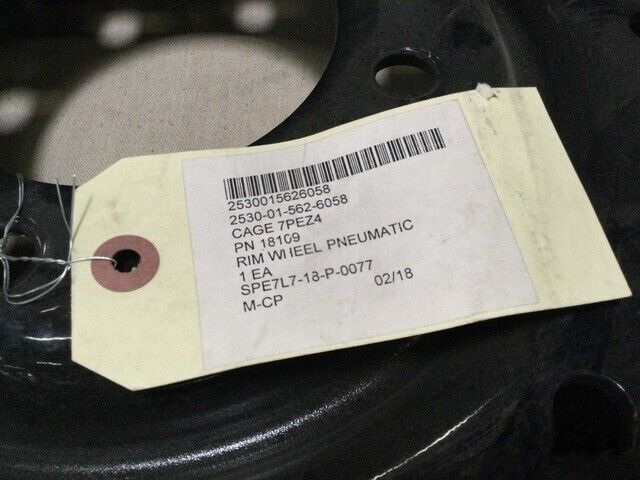 2530015626058
2530-01-562-6058
CAGE 7PEZ4
PN 18109
RIM WHEEL PNEUMATIC
1 EA
SPE7L7-18-P-0077
M-CP 02/18